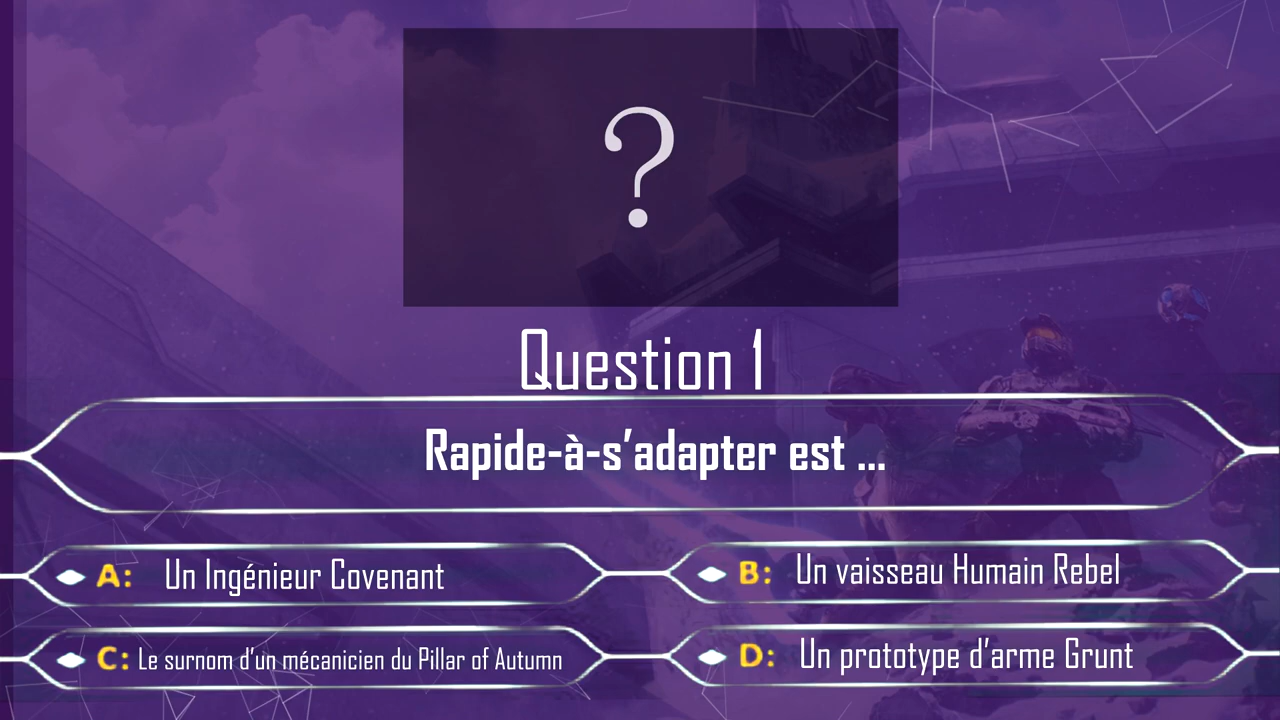 ?
Question 1
Rapide-à-s'adapter est ...
A: Un Ingénieur Covenant
B: Un vaisseau Humain Rebel
C: Le surnom d'un mécanicien du Pillar of Autumn
D: Un prototype d'arme Grunt